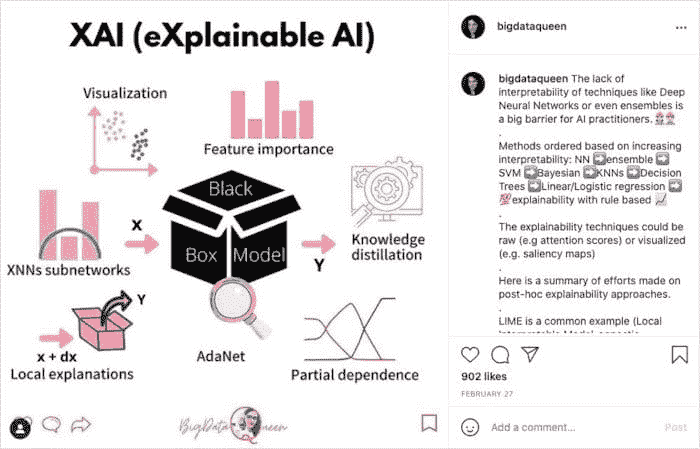 XAI (eXplainable AI)
Visualization
Feature importance
Black
Box Model
X
Y
XNNs subnetworks
Knowledge
distillation
Y
x + dx
Local explanations
AdaNet
Partial dependence
BigData Queen
bigdataqueen
bigdataqueen The lack of
interpretability of techniques like Deep
Neural Networks or even ensembles is
a big barrier for AI practitioners.
.
Methods ordered based on increasing
interpretability: NN ➡️ensemble ➡️
SVM ➡️Bayesian ➡️KNNs ➡️Decision
Trees ➡️Linear/Logistic regression ➡️
💯explainability with rule based 📈
.
The explainability techniques could be
raw (e.g attention scores) or visualized
(e.g. saliency maps)
.
Here is a summary of efforts made on
post-hoc explainability approaches.
.
LIME is a common example (Local
902 likes
FEBRUARY 27
Add a comment...
Post